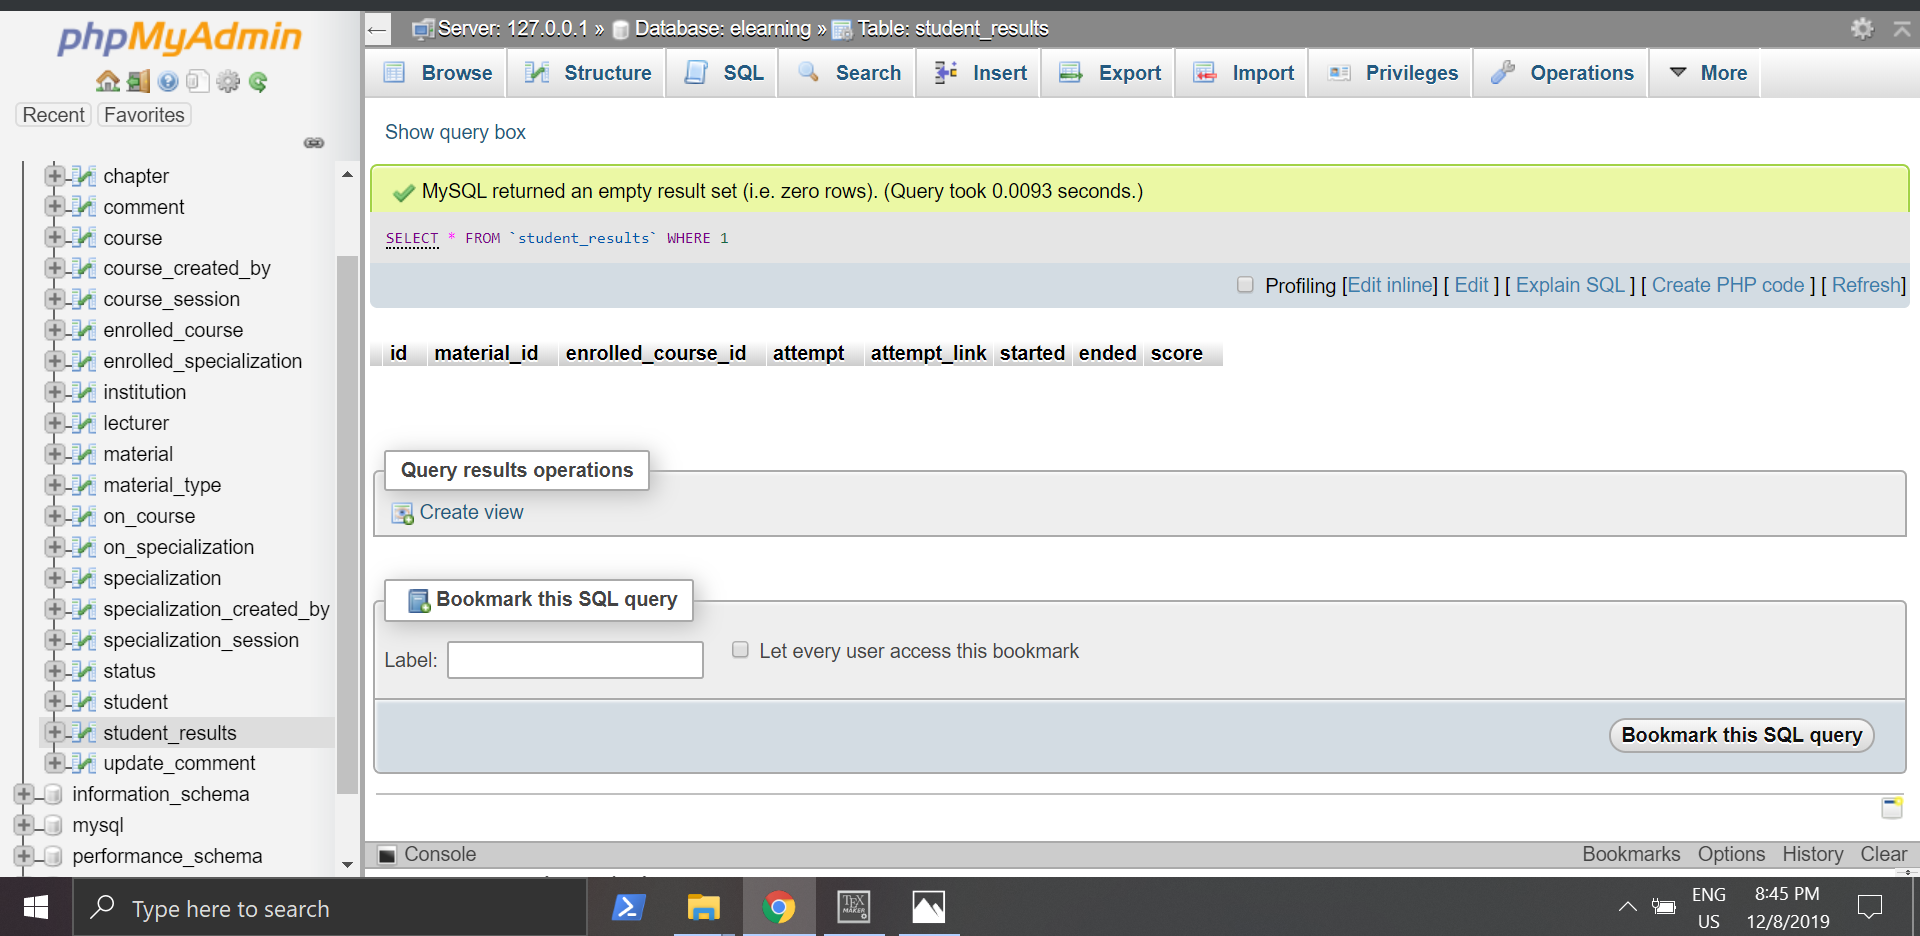 Server: 127.0.0.1 » Database: elearning » Table: student_results
phpMyAdmin
Browse Structure SQL Search Insert Export Import Privileges Operations More
Recent Favorites
Show query box
chapter
comment
course
course_created_by
course_session
enrolled_course
enrolled_specialization
institution
lecturer
material
material_type
on_course
on_specialization
specialization
specialization_created_by
specialization_session
status
student
student_results
update_comment
information_schema
mysql
performance_schema
MySQL returned an empty result set (i.e. zero rows). (Query took 0.0093 seconds.)
SELECT * FROM `student_results` WHERE 1
Profiling [Edit inline] [ Edit ] [ Explain SQL ] [ Create PHP code ] [ Refresh]
id material_id enrolled_course_id attempt attempt_link started ended score
Query results operations
Create view
Bookmark this SQL query
Label: Let every user access this bookmark
Bookmark this SQL query
Console Bookmarks Options History Clear
Type here to search
TEX
MAKER
ENG
US
8:45 PM
12/8/2019